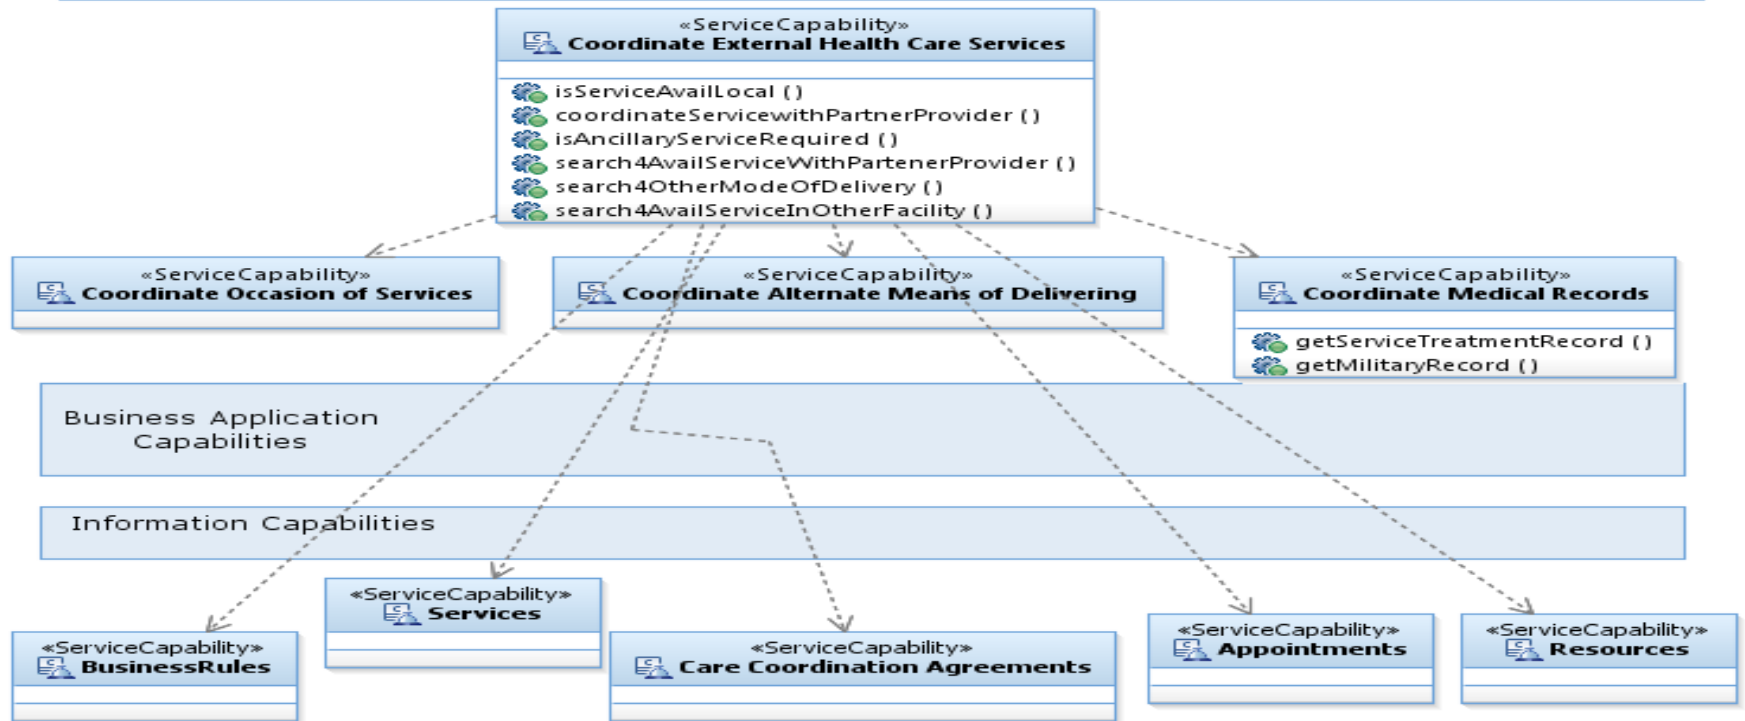 «ServiceCapability»
Coordinate External Health Care Services
isServiceAvailLocal ( )
coordinateServicewithPartnerProvider ( )
isAncillaryServiceRequired ( )
search4AvailServiceWithPartenerProvider ( )
search4OtherModeOfDelivery ( )
search4AvailServiceInOtherFacility ( )
«ServiceCapability»
Coordinate Occasion of Services
«ServiceCapability»
Coordinate Alternate Means of Delivering
«ServiceCapability»
Coordinate Medical Records
getServiceTreatmentRecord ( )
getMilitaryRecord ( )
Business Application
Capabilities
Information Capabilities
«ServiceCapability»
BusinessRules
«ServiceCapability»
Services
«ServiceCapability»
Care Coordination Agreements
«ServiceCapability»
Appointments
«ServiceCapability»
Resources